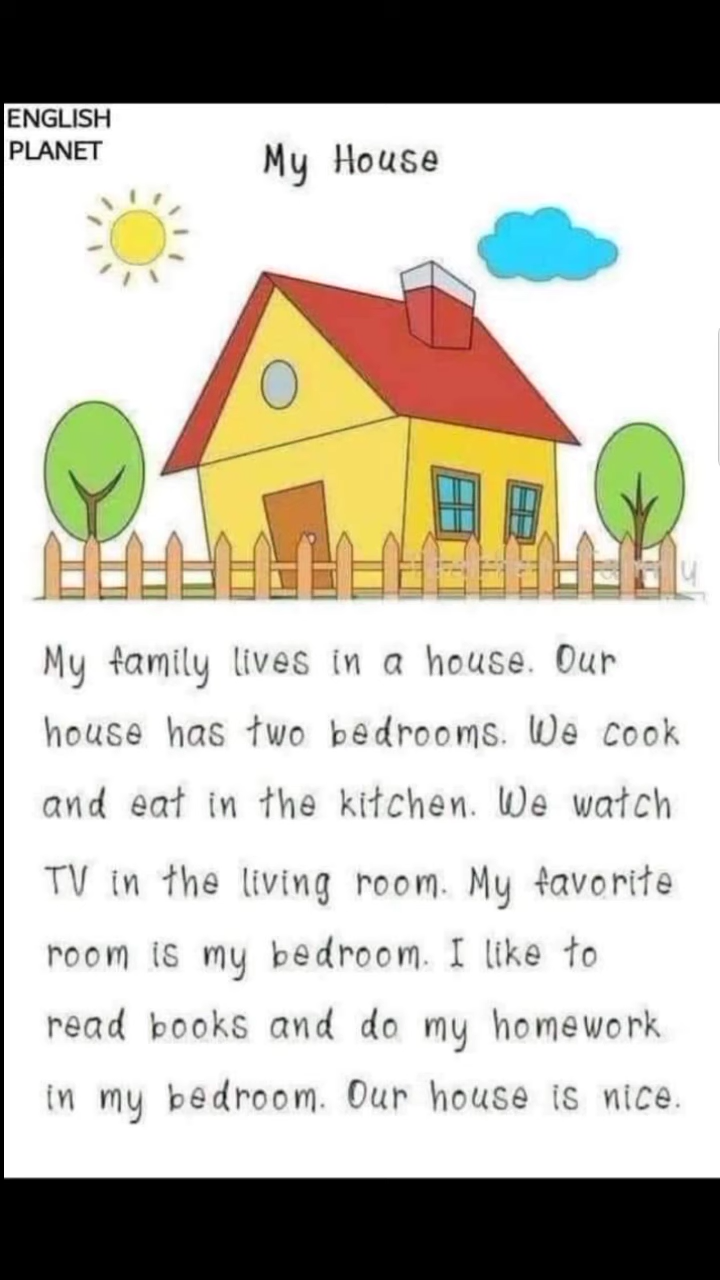 ENGLISH
PLANET
My House
My family lives in a house. Our
house has two bedrooms. We cook
and eat in the kitchen. We watch
TV in the living room. My favorite
room is my bedroom. I like to
read books and do my homework
in my bedroom. Our house is nice.